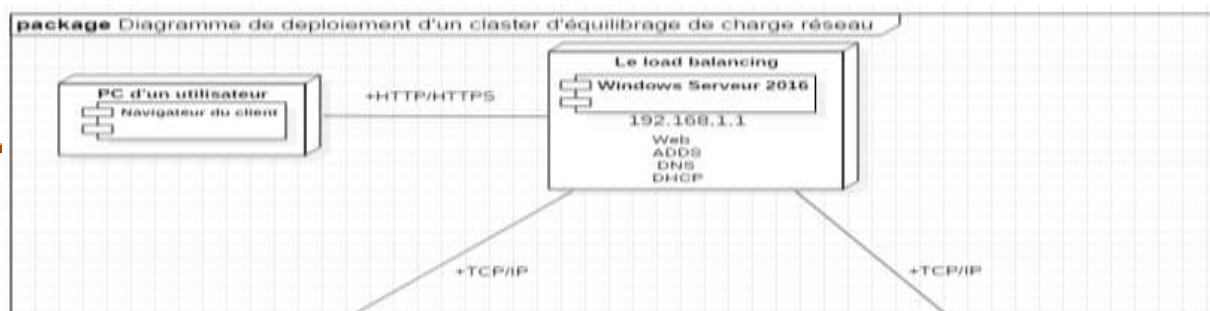 package Diagramme de deploiement d'un claster d'équilibrage de charge réseau
Le load balancing
PC d'un utilisateur
Navigateur du client
+HTTP/HTTPS
Windows Serveur 2016
192.168.1.1
Web
ADDS
DNS
DHCP
+TCP/IP
+TCP/IP